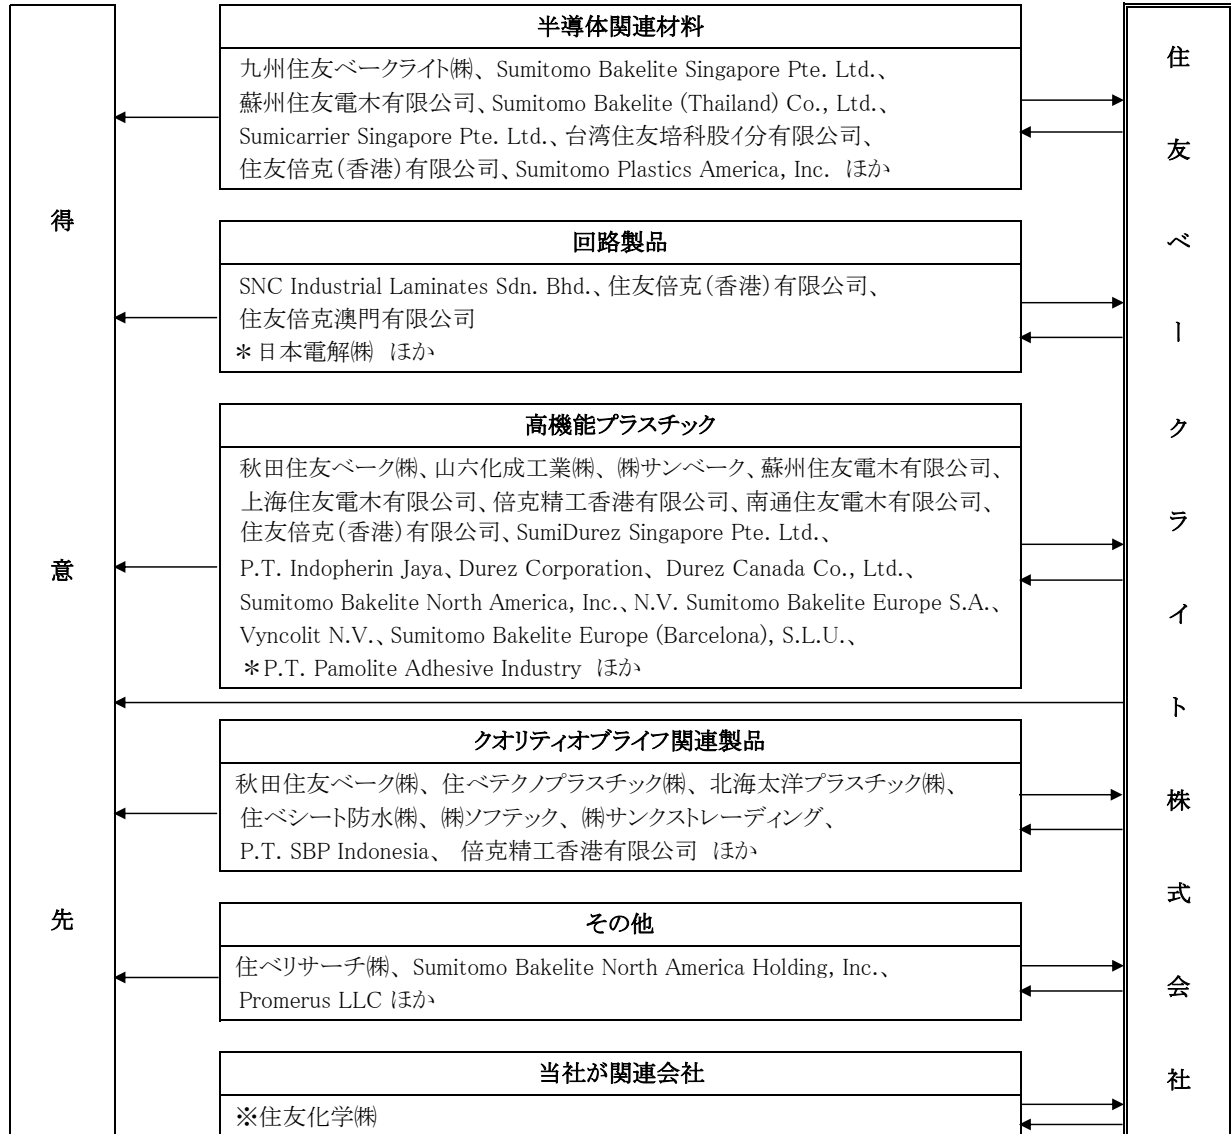 得意先
半導体関連材料
九州住友ベークライト㈱、 Sumitomo Bakelite Singapore Pte. Ltd.、
蘇州住友電木有限公司、Sumitomo Bakelite (Thailand) Co., Ltd.、
Sumicarrier Singapore Pte. Ltd.、台湾住友培科股イ分有限公司、
住友倍克(香港)有限公司、Sumitomo Plastics America, Inc. ほか
回路製品
SNC Industrial Laminates Sdn. Bhd.、住友倍克(香港)有限公司、
住友倍克澳門有限公司
＊日本電解㈱ ほか
高機能プラスチック
秋田住友ベーク㈱、山六化成工業㈱、㈱サンベーク、蘇州住友電木有限公司、
上海住友電木有限公司、倍克精工香港有限公司、南通住友電木有限公司、
住友倍克(香港)有限公司、SumiDurez Singapore Pte. Ltd.、
P.T. Indopherin Jaya、Durez Corporation、 Durez Canada Co., Ltd.、
Sumitomo Bakelite North America, Inc.、N.V. Sumitomo Bakelite Europe S.A.、
Vyncolit N.V.、Sumitomo Bakelite Europe (Barcelona), S.L.U.、
＊P.T. Pamolite Adhesive Industry ほか
クオリティオブライフ関連製品
秋田住友ベーク㈱、 住べテクノプラスチック㈱、 北海太洋プラスチック㈱、
住べシート防水㈱、㈱ソフテック、㈱サンクストレーディング、
P.T. SBP Indonesia、 倍克精工香港有限公司 ほか
その他
住べリサーチ㈱、 Sumitomo Bakelite North America Holding, Inc.、
Promerus LLC ほか
当社が関連会社
※住友化学㈱
住友ベークライト株式会社